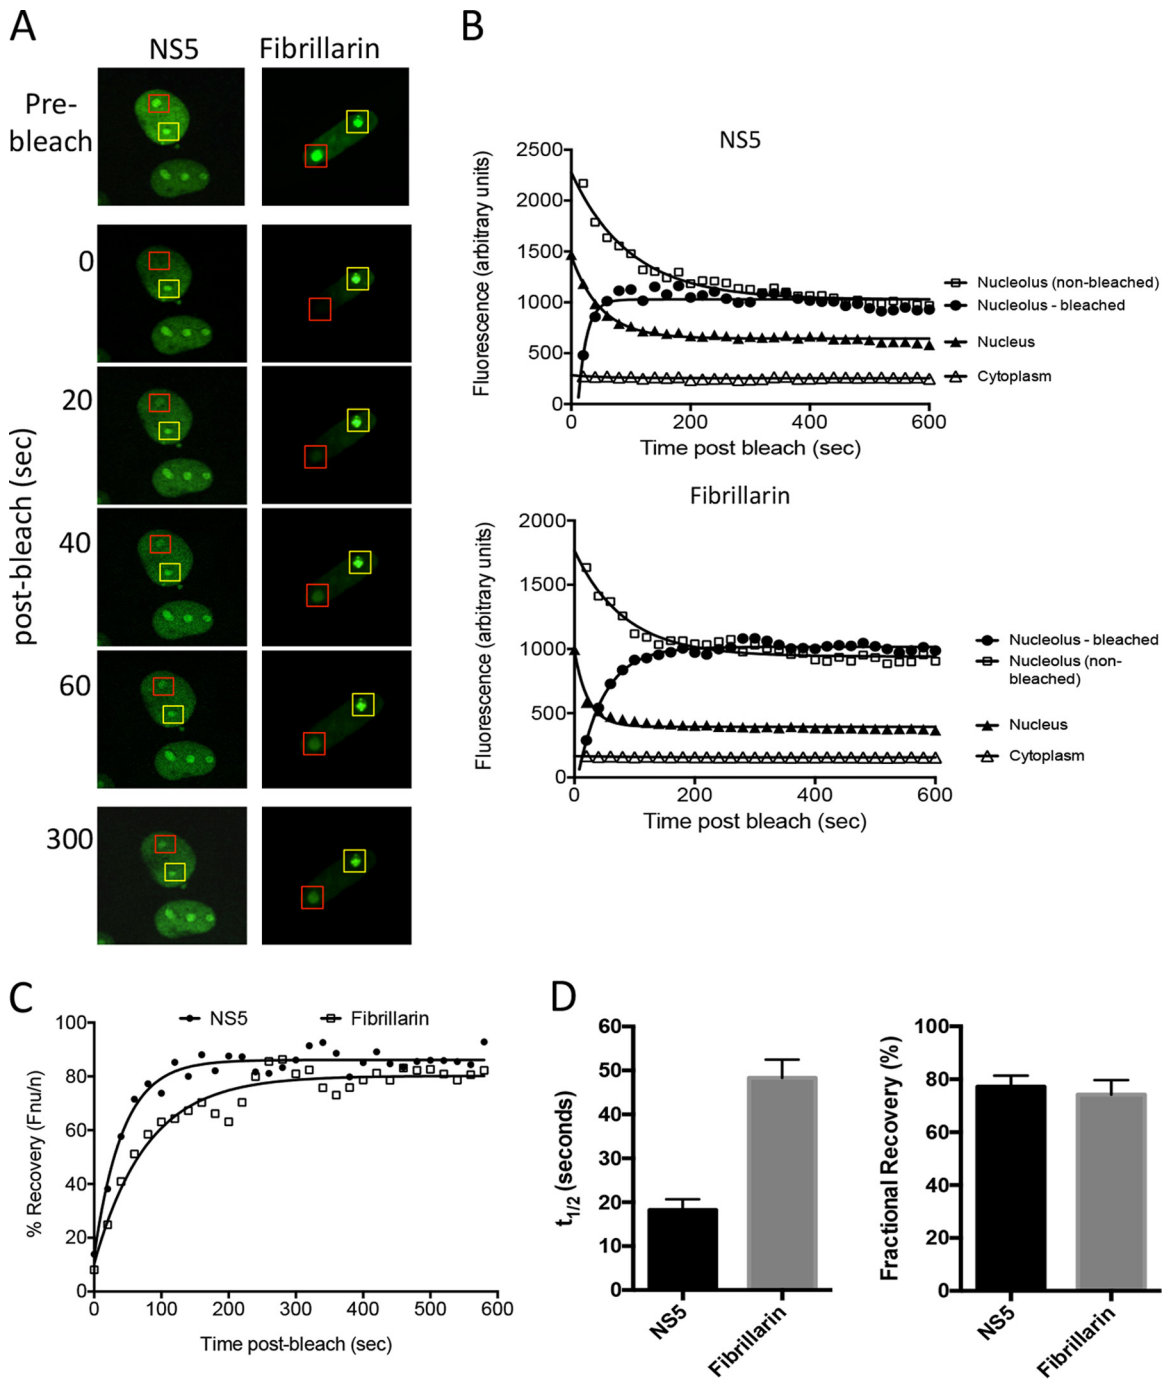 A
NS5
Fibrillarin
Pre-
bleach
0
20
40
60
300
post-bleach (sec)
B
NS5
Fluorescence (arbitrary units)
2500
2000
1500
1000
500
0
0
200
400
600
Time post bleach (sec)
Nucleolus (non-bleached)
Nucleolus - bleached
Nucleus
Cytoplasm
Fibrillarin
Fluorescence (arbitrary units)
2000
1500
1000
500
0
0
200
400
600
Time post bleach (sec)
Nucleolus - bleached
Nucleolus (non-
bleached)
Nucleus
Cytoplasm
C
NS5
Fibrillarin
% Recovery (Fnu/n)
100
80
60
40
20
0
0
100
200
300
400
500
600
Time post-bleach (sec)
D
t1/2 (seconds)
60
50
40
30
20
10
0
NS5
Fibrillarin
Fractional Recovery (%)
100
80
60
40
20
0
NS5
Fibrillarin